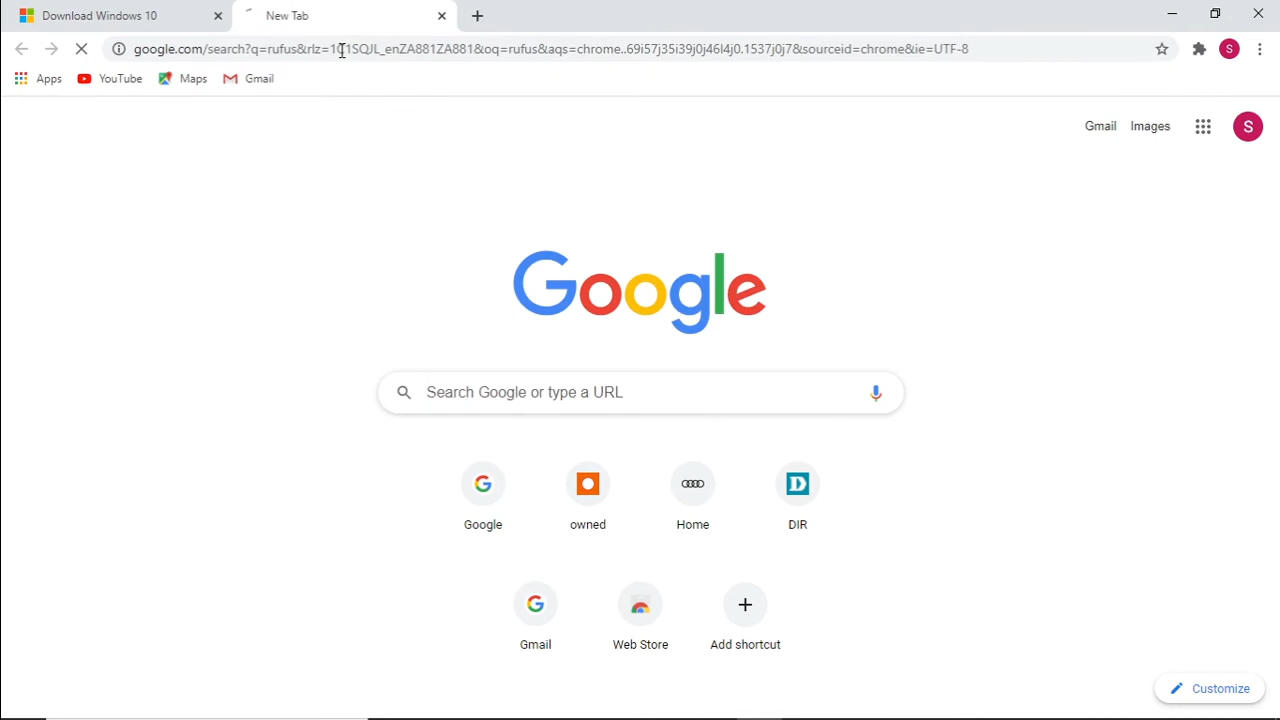 Download Windows 10
New Tab
google.com/search?q=rufus&rlz=1C1SQJL_enZA881ZA881&oq=rufus&aqs=chrome..69i57j35i39j0j46l4j0.1537j0j7&sourceid=chrome&ie=UTF-8
S
Apps
YouTube
Maps
Gmail
Gmail
Images
S
Google
Search Google or type a URL
Google
owned
Home
D
DIR
Gmail
Web Store
Add shortcut
Customize